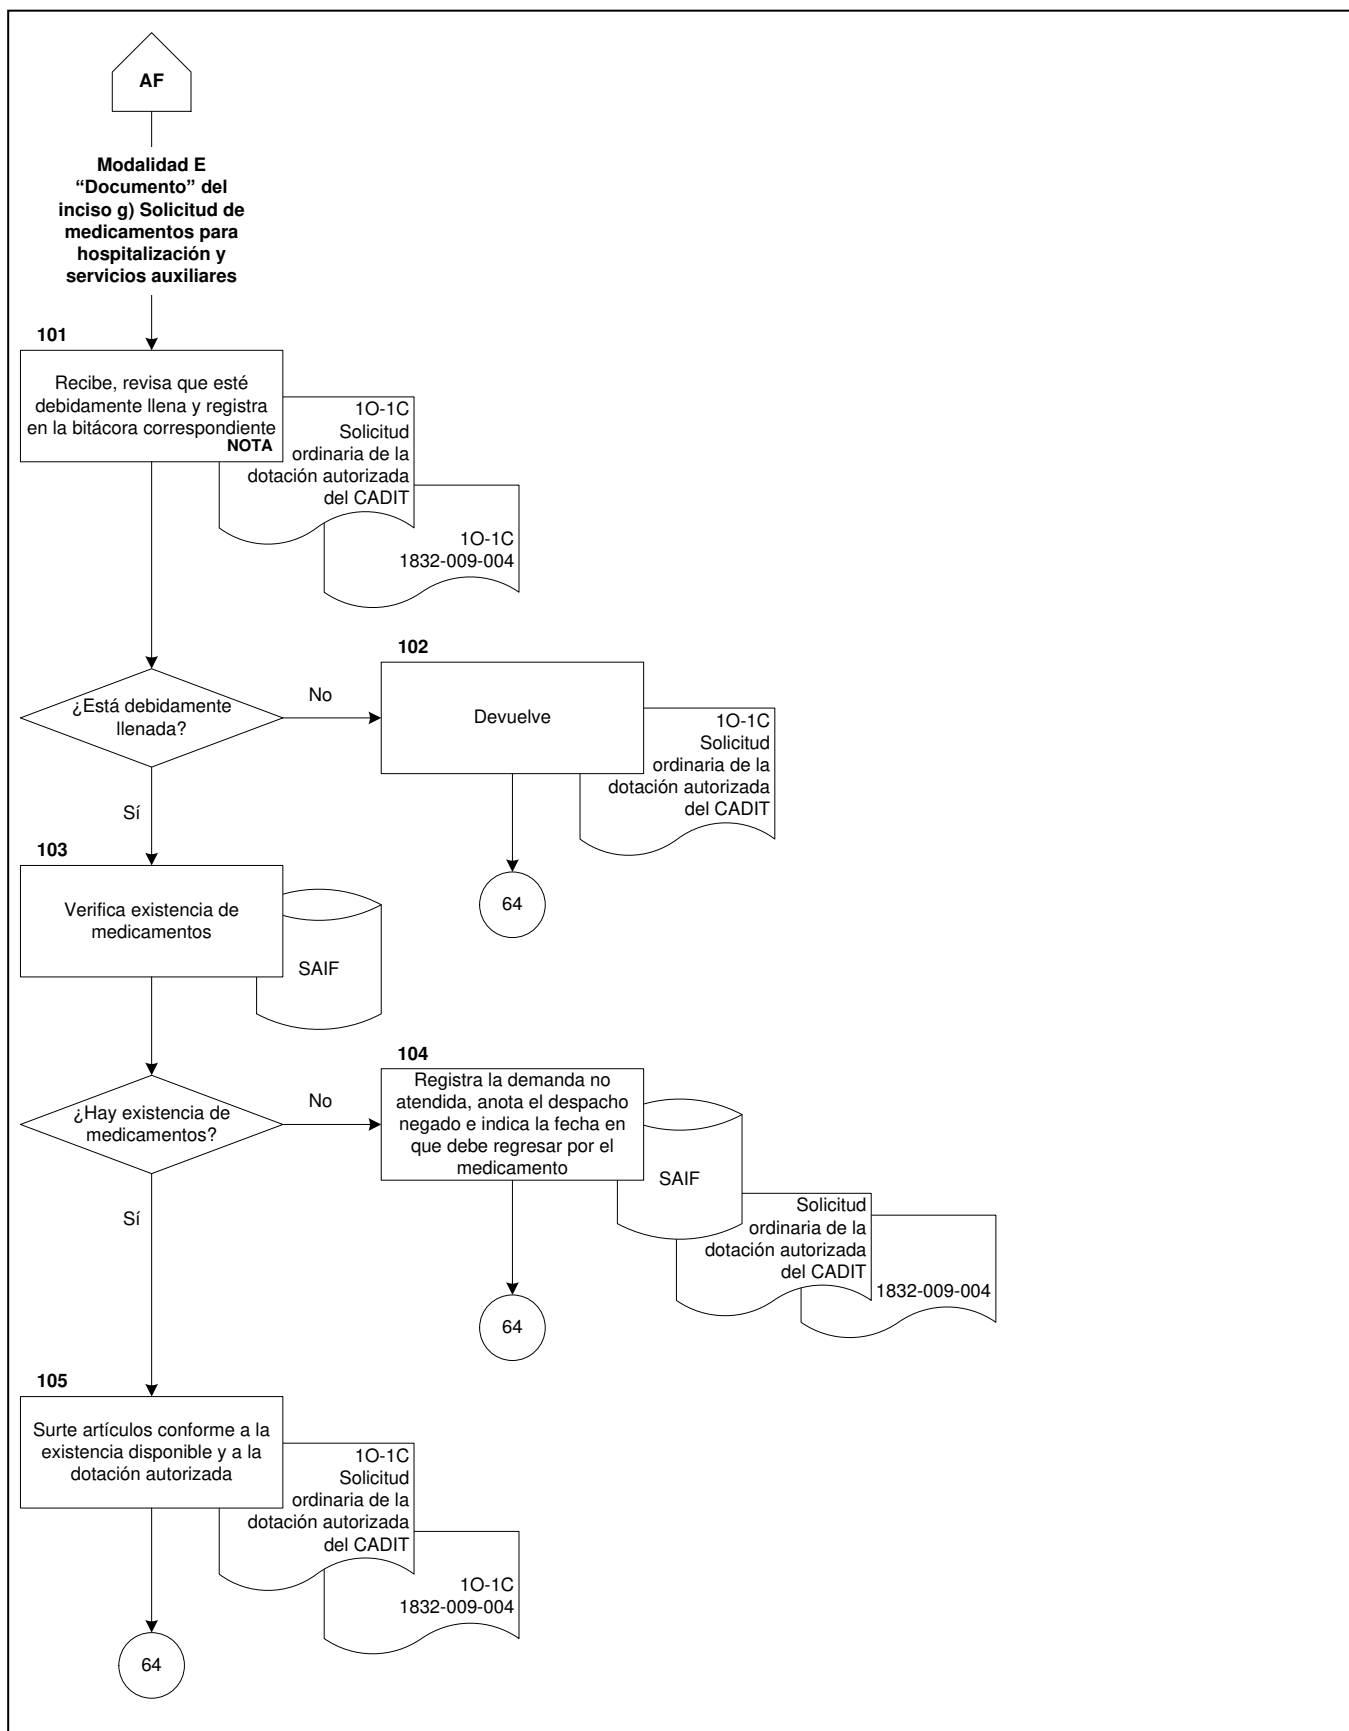 AF
Modalidad E
“Documento” del
inciso g) Solicitud de
medicamentos para
hospitalización y
servicios auxiliares
101
Recibe, revisa que esté
debidamente llena y registra
en la bitácora correspondiente
NOTA
1O-1C
Solicitud
ordinaria de la
dotación autorizada
del CADIT
1O-1C
1832-009-004
¿Está debidamente
llenada?
No
102
Devuelve
1O-1C
Solicitud
ordinaria de la
dotación autorizada
del CADIT
64
Sí
103
Verifica existencia de
medicamentos
SAIF
¿Hay existencia de
medicamentos?
No
104
Registra la demanda no
atendida, anota el despacho
negado e indica la fecha en
que debe regresar por el
medicamento
SAIF
Solicitud
ordinaria de la
dotación autorizada
del CADIT
1832-009-004
64
Sí
105
Surte artículos conforme a la
existencia disponible y a la
dotación autorizada
1O-1C
Solicitud
ordinaria de la
dotación autorizada
del CADIT
1O-1C
1832-009-004
64